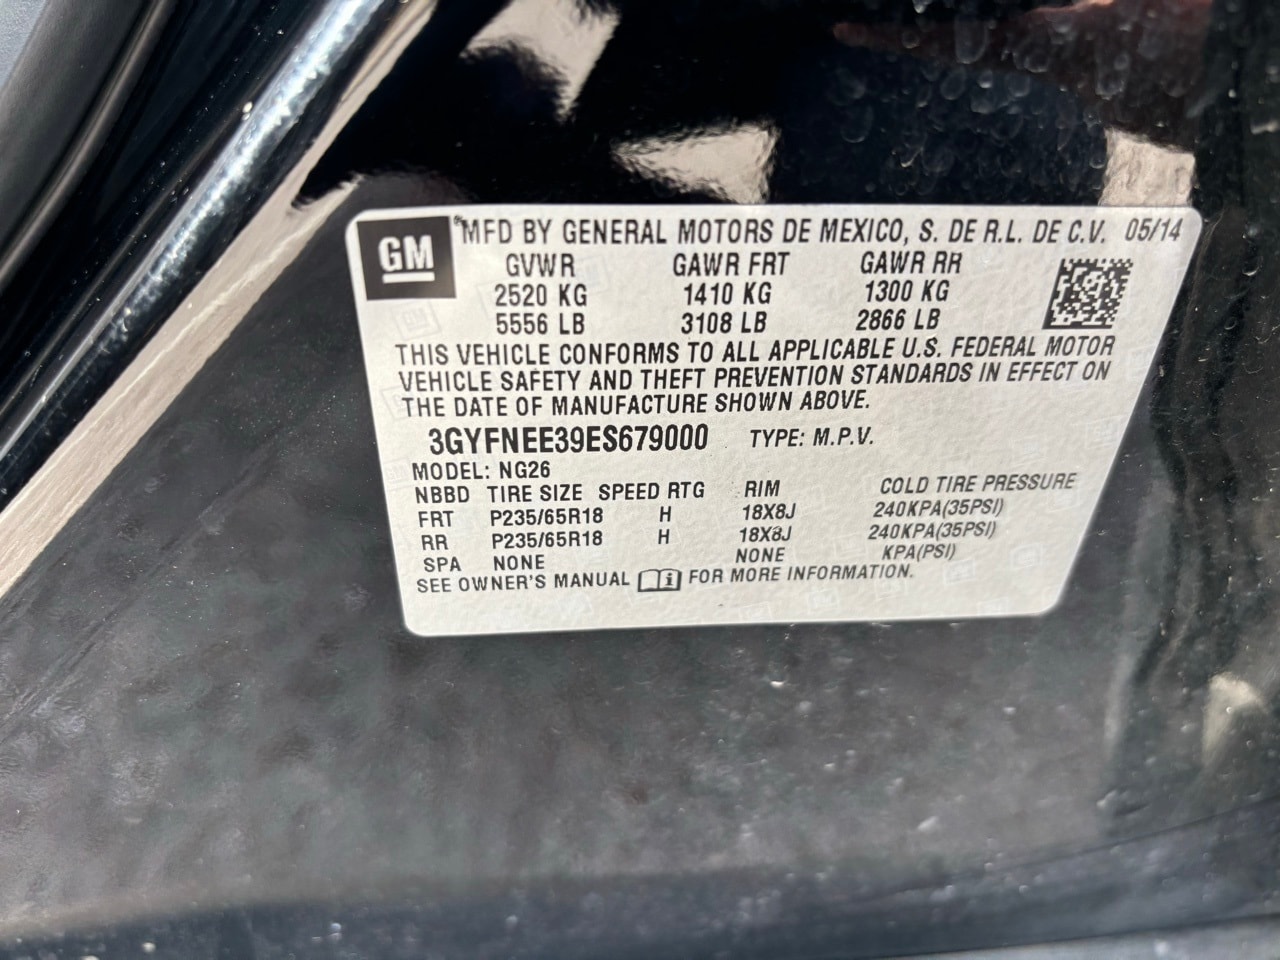 GM ® MFD BY GENERAL MOTORS DE MEXICO, S. DE R.L. DE C.V. 05/14
GVWR GAWR FRT GAWR RR
2520 KG 1410 KG 1300 KG
5556 LB 3108 LB 2866 LB
THIS VEHICLE CONFORMS TO ALL APPLICABLE U.S. FEDERAL MOTOR
VEHICLE SAFETY AND THEFT PREVENTION STANDARDS IN EFFECT ON
THE DATE OF MANUFACTURE SHOWN ABOVE.
3GYFNEE39ES679000 TYPE: M.P.V.
MODEL: NG26
NBBD TIRE SIZE SPEED RTG RIM COLD TIRE PRESSURE
FRT P235/65R18 H 18X8J 240KPA(35PSI)
RR P235/65R18 H 18X8J 240KPA(35PSI)
SPA NONE NONE KPA(PSI)
SEE OWNER'S MANUAL i FOR MORE INFORMATION.